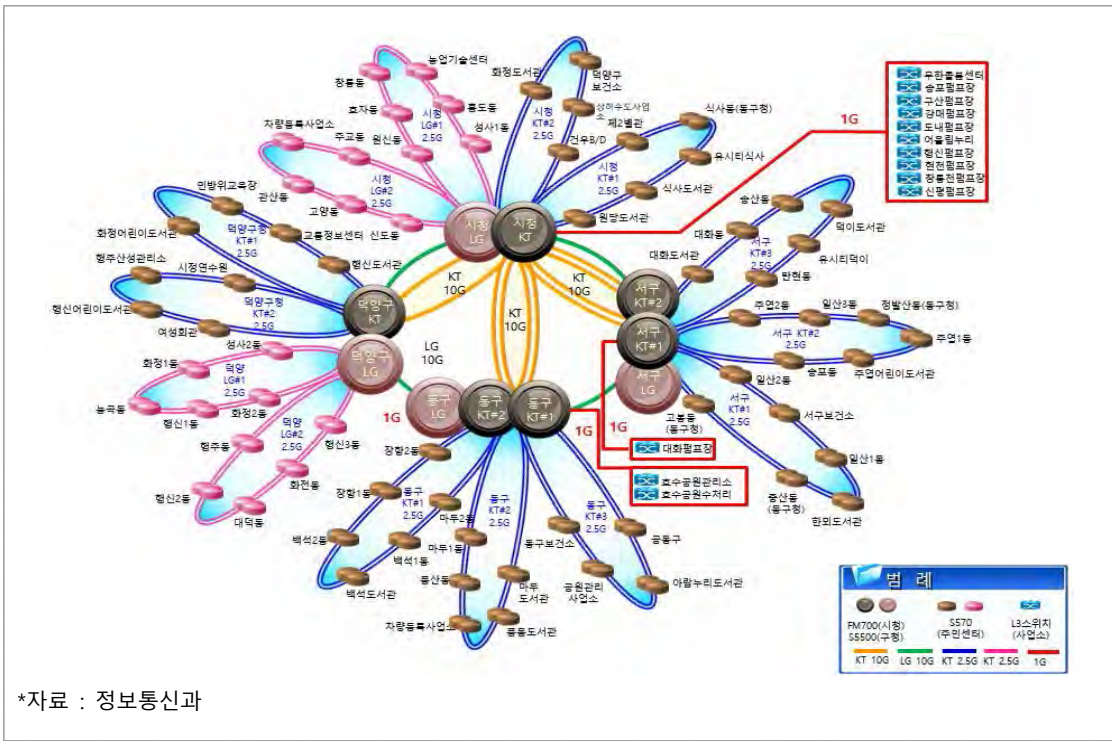 농업기술센터
창릉동
효자동
흥도동
시청
LG#1
2.5G
원신동
성사1동
차량등록사업소
주교동
시청
LG#2
2.5G
관산동
고양동
신도동
화정도서관
덕양구
보건소
시청
KT#2
2.5G
상하수도사업
소
건우B/D
제2별관
식사동(동구청)
시청
KT#1
2.5G
유시티식사
식사도서관
원당도서관
1G
무한돌봄센터
송포펌프장
구산펌프장
강매펌프장
도내펌프장
어울림누리
행신펌프장
현천펌프장
창릉천펌프장
신평펌프장
민방위교육장
화정어린이도서관
덕양구청
KT#1
2.5G
교통정보센터
행신도서관
행주산성관리소
시정연수원
덕양구청
KT#2
2.5G
행신어린이도서관
여성회관
시청
LG
시청
KT
덕양구
KT
덕양구
LG
KT
10G
KT
10G
KT
10G
LG
10G
서구
KT#2
서구
KT#1
서구
LG
동구
LG
동구
KT#2
동구
KT#1
송산동
대화동
서구
KT#3
2.5G
덕이도서관
유시티덕이
대화도서관
탄현동
주엽2동
일산3동
정발산동(동구청)
서구 KT#2
2.5G
주엽1동
송포동
주엽어린이도서관
일산2동
서구
KT#1
2.5G
서구보건소
고봉동
(동구청)
일산1동
중산동
(동구청)
한뫼도서관
성사2동
화정1동
덕양
LG#1
2.5G
능곡동
행신1동
화정2동
행주동
덕양
LG#2
2.5G
행신3동
행신2동
화전동
대덕동
1G
1G
1G
대화펌프장
호수공원관리소
호수공원수처리
장항2동
장항1동
동구
KT#1
2.5G
마두2동
백석2동
백석1동
백석도서관
동구
KT#2
2.5G
마두1동
풍산동
마두
도서관
차량등록사업소
풍동도서관
동구
KT#3
2.5G
동구보건소
공동구
공원관리
사업소
아람누리도서관
범 례
FM700(시청)
S5500(구청)
S570
(주민센터)
L3스위치
(사업소)
KT 10G
LG 10G
KT 2.5G
KT 2.5G
1G
*자료 : 정보통신과